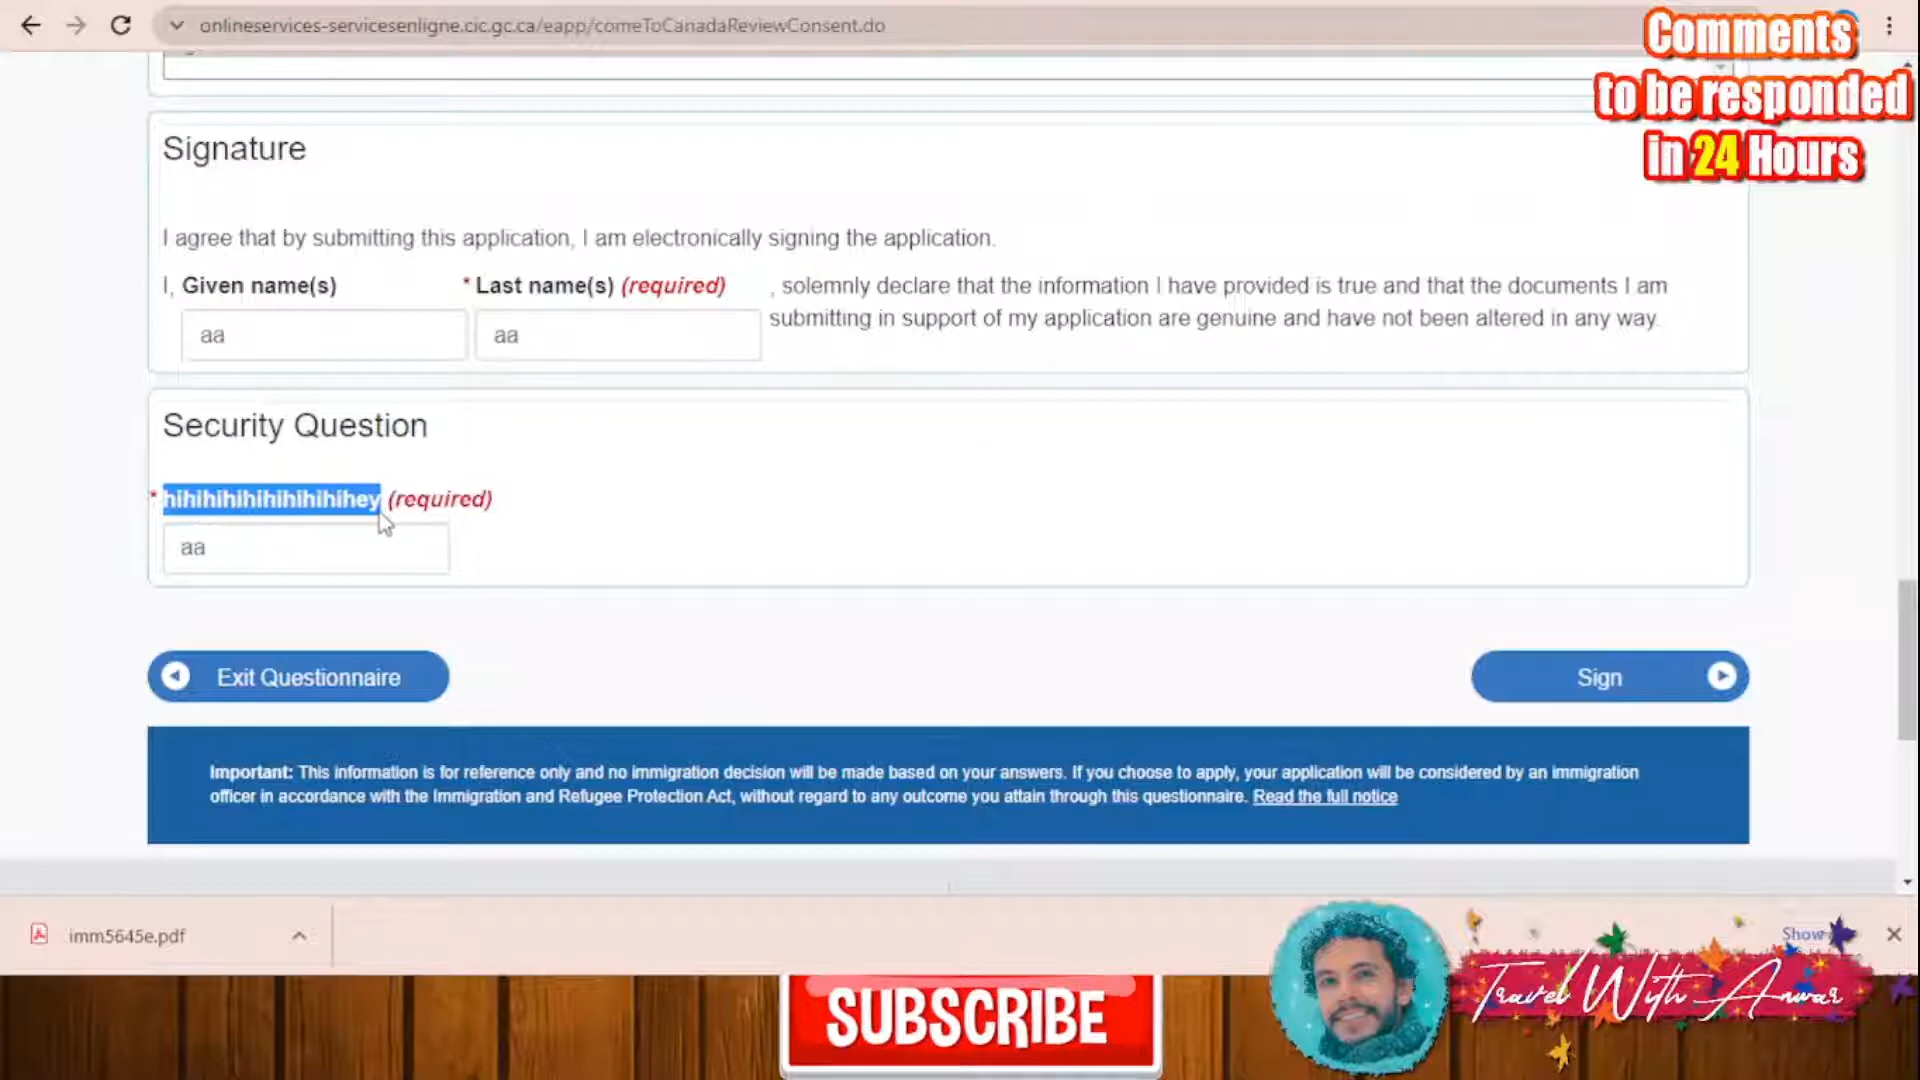 onlineservices-servicesenligne.cic.gc.ca/eapp/comeToCanadaReviewConsent.do
Comments
to be responded
in 24 Hours
Signature
I agree that by submitting this application, I am electronically signing the application.
I, Given name(s) * Last name(s) (required) , solemnly declare that the information I have provided is true and that the documents I am
submitting in support of my application are genuine and have not been altered in any way.
aa aa
Security Question
* hihihihihihihihihihey (required)
aa
Exit Questionnaire
Sign
Important: This information is for reference only and no immigration decision will be made based on your answers. If you choose to apply, your application will be considered by an immigration
officer in accordance with the Immigration and Refugee Protection Act, without regard to any outcome you attain through this questionnaire. Read the full notice
imm5645e.pdf
Show
SUBSCRIBE
Travel With Anwar